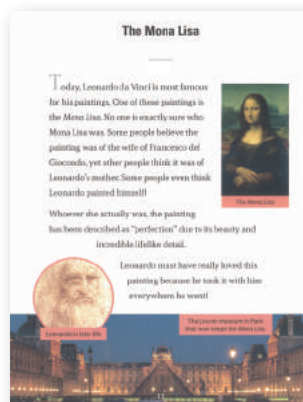 The Mona Lisa
Today, Leonardo da Vinci is most famous
for his paintings. One of these paintings is
the Mona Lisa. No one is exactly sure who
Mona Lisa was. Some people believe the
painting was of the wife of Francesco del
Giocondo, yet other people think it was of
Leonardo's mother. Some people even think
Leonardo painted himself!
The Mona Lisa
Whoever she actually was, the painting
has been described as "perfection" due to its beauty and
incredible lifelike detail.
Leonardo must have really loved this
painting because he took it with him
everywhere he went!
Leonardo in later life
The Louvre museum in Paris
that now keeps the Mona Lisa.